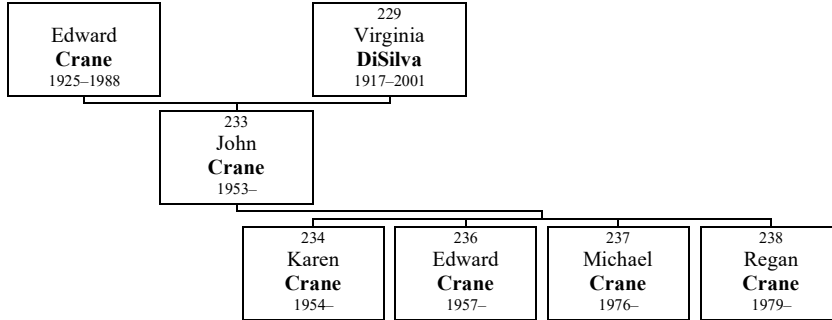 Edward
Crane
1925–1988
229
Virginia
DiSilva
1917–2001
233
John
Crane
1953–
234
Karen
Crane
1954–
236
Edward
Crane
1957–
237
Michael
Crane
1976–
238
Regan
Crane
1979–